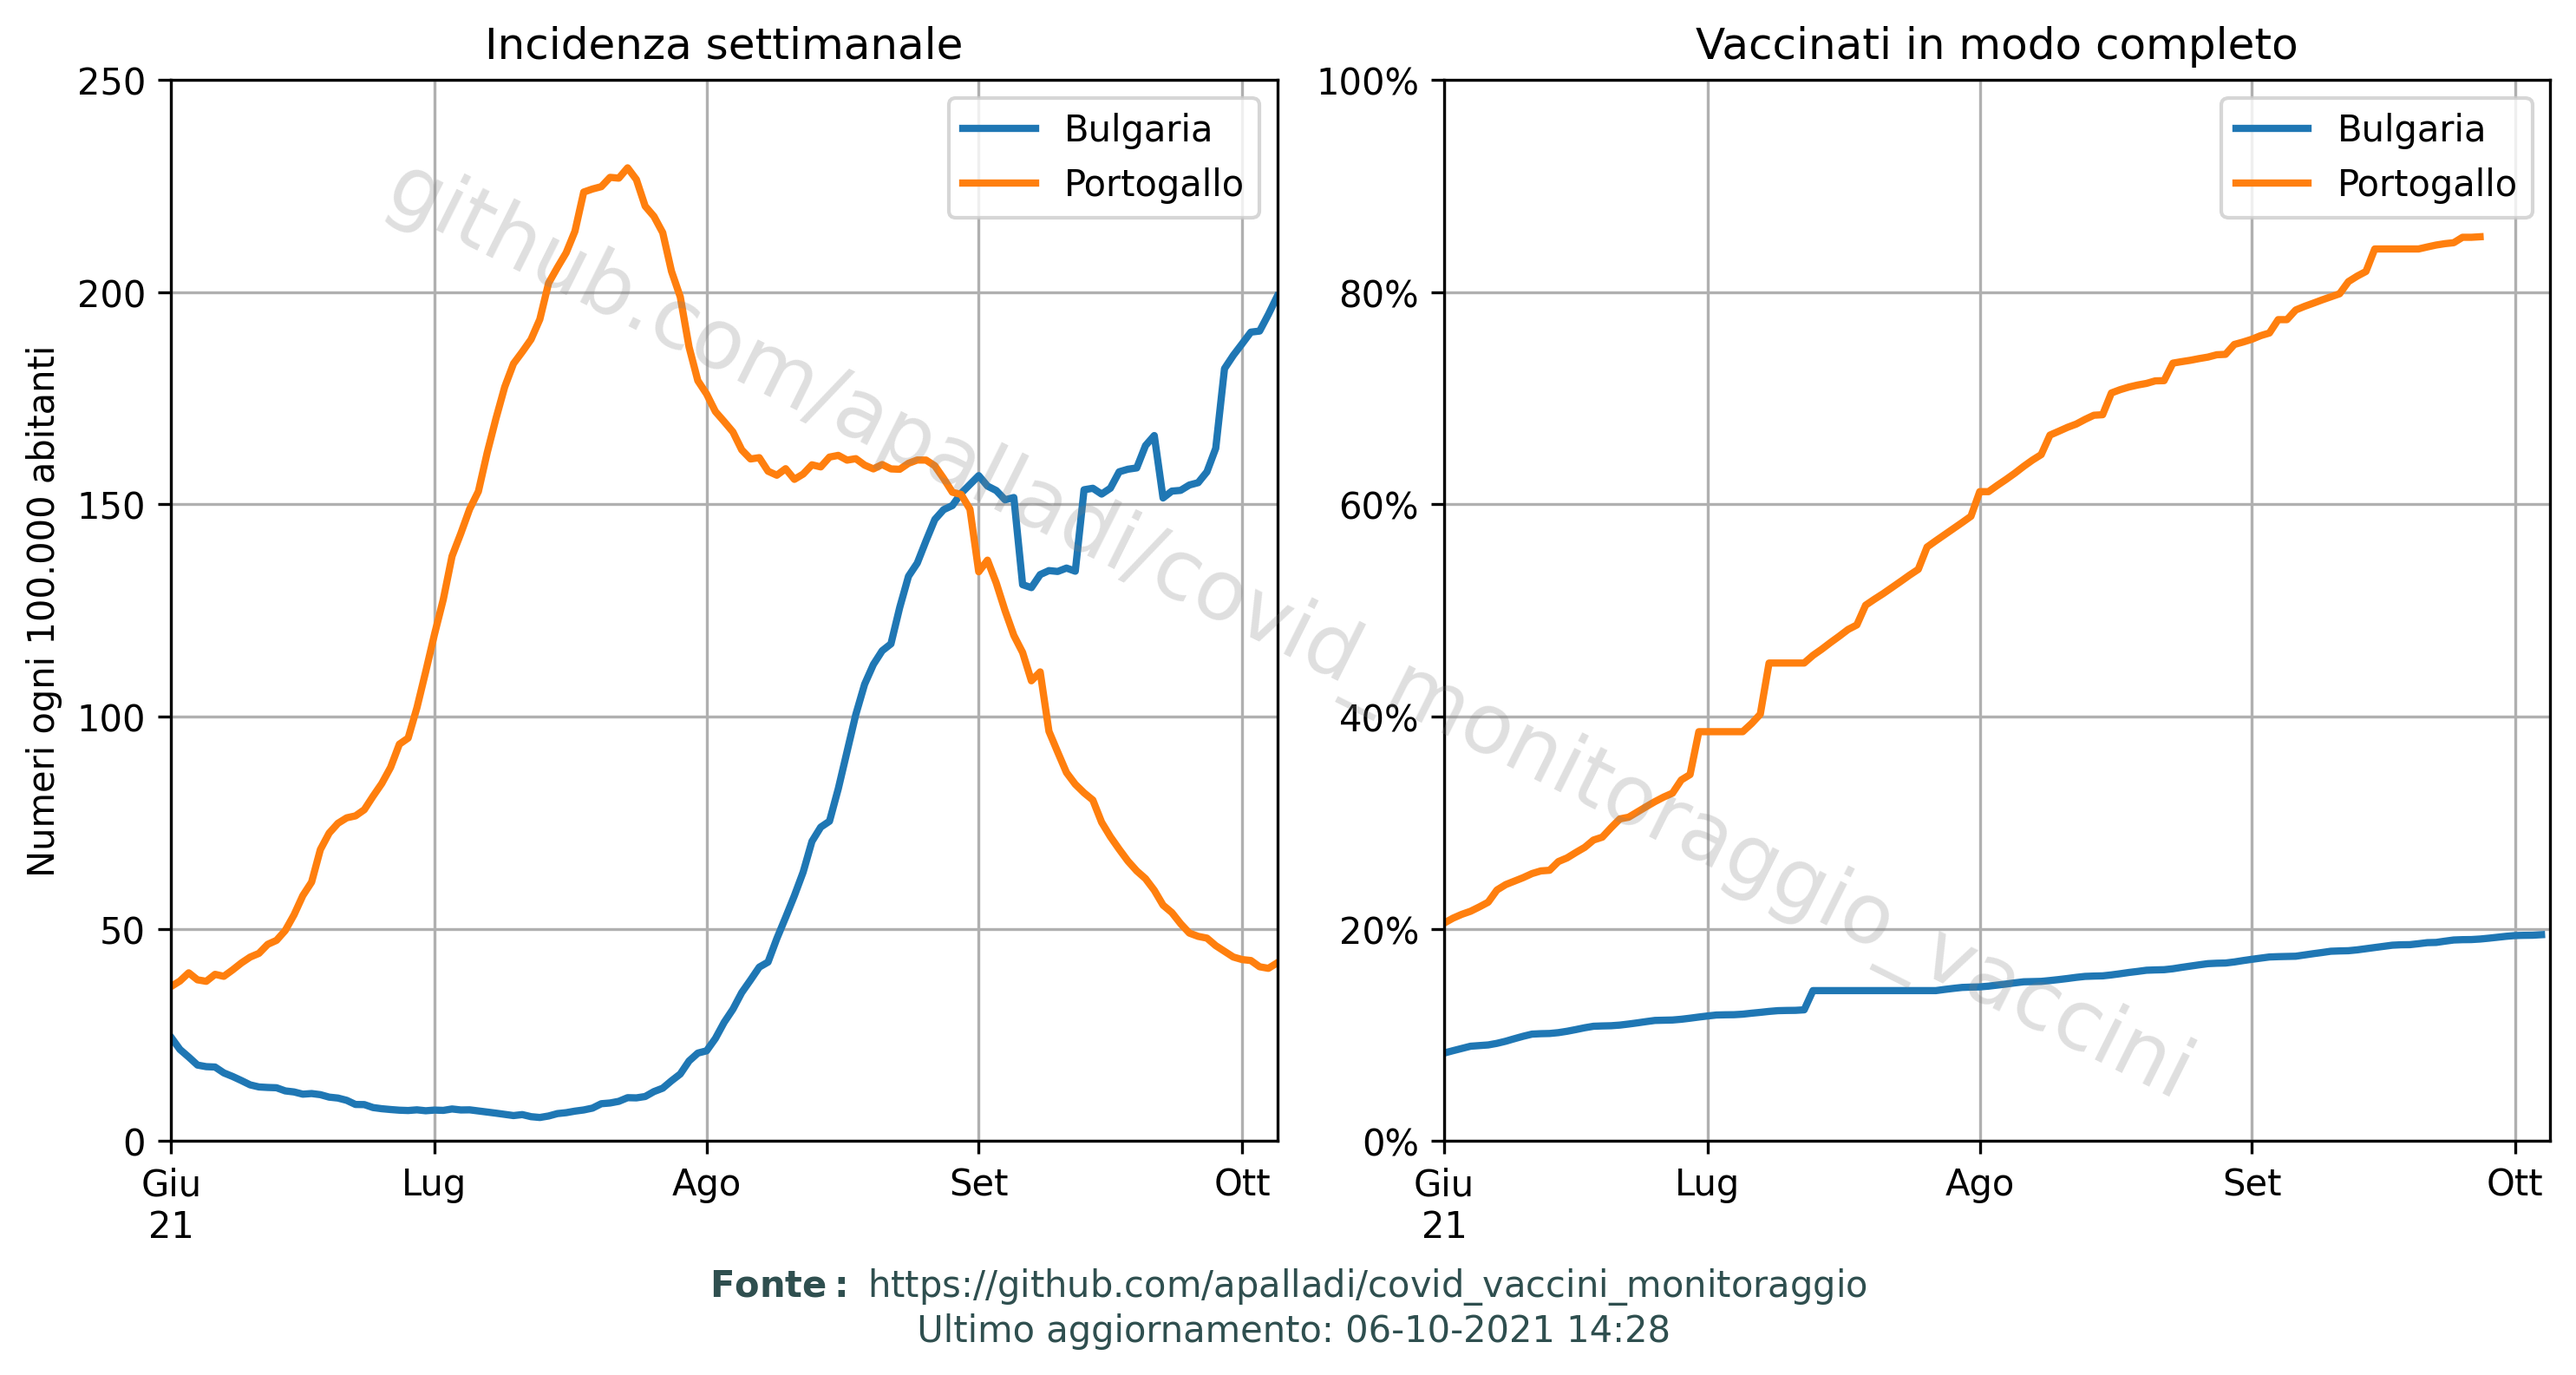 Incidenza settimanale
250
200
150
100
50
0
Numeri ogni 100.000 abitanti
Giu
21
Lug
Ago
Set
Ott
Bulgaria
Portogallo
Vaccinati in modo completo
100%
80%
60%
40%
20%
0%
Giu
21
Lug
Ago
Set
Ott
Bulgaria
Portogallo
github.com/apalladi/covid_monitoraggio_vaccini
Fonte: https://github.com/apalladi/covid_vaccini_monitoraggio
Ultimo aggiornamento: 06-10-2021 14:28